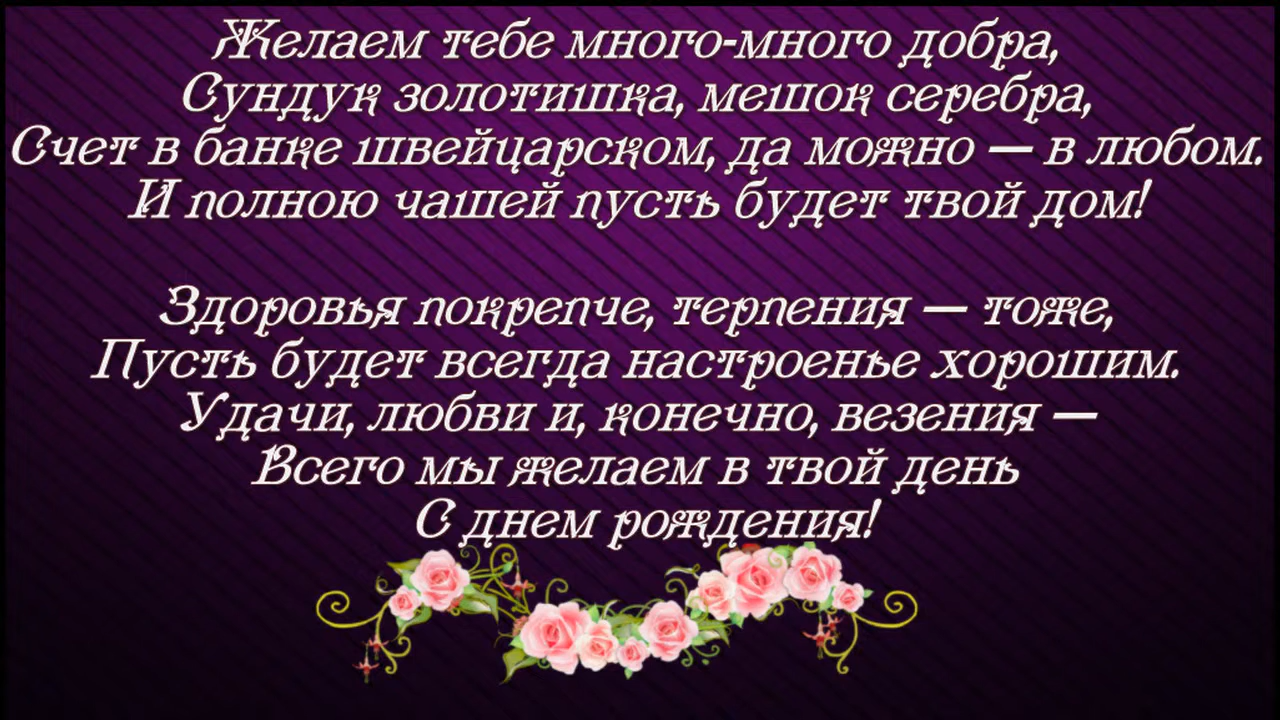 Желаем тебе много-много добра,
Сундук золотишка, мешок серебра,
Счет в банке швейцарском, да можно — в любом.
И полною чашей пусть будет твой дом!
Здоровья покрепче, терпения — тоже,
Пусть будет всегда настроенье хорошим.
Удачи, любви и, конечно, везения —
Всего мы желаем в твой день
С днем рождения!